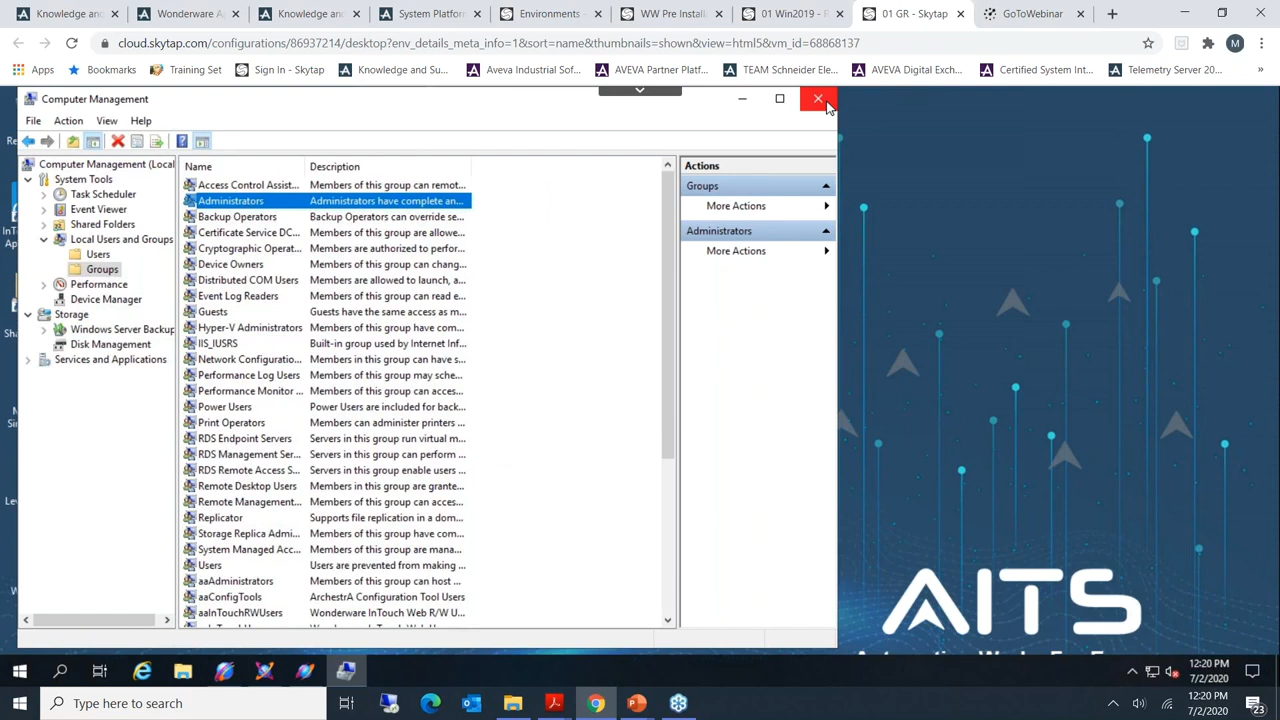 Knowledge and
Wonderware Ap
Knowledge and
System Platfor
Environments -
WW Pre Install
01 Win2019 - R
01 GR - Skytap
GoToWebinar
cloud.skytap.com/configurations/86937214/desktop?env_details_meta_info=1&sort=name&thumbnails=shown&view=html5&vm_id=68868137
M
Apps
Bookmarks
Training Set
Sign In - Skytap
Knowledge and Su...
Aveva Industrial Sof...
AVEVA Partner Platf...
TEAM Schneider Ele...
AVEVA Digital Exch...
Certified System Int...
Telemetry Server 20...
Computer Management
File Action View Help
Computer Management (Local
System Tools
Task Scheduler
Event Viewer
Shared Folders
Local Users and Groups
Users
Groups
Performance
Device Manager
Storage
Windows Server Backup
Disk Management
Services and Applications
Name Description
Access Control Assist... Members of this group can remot...
Administrators Administrators have complete an...
Backup Operators Backup Operators can override se...
Certificate Service DC... Members of this group are allowe...
Cryptographic Operat... Members are authorized to perfor...
Device Owners Members of this group can chang...
Distributed COM Users Members are allowed to launch, a...
Event Log Readers Members of this group can read e...
Guests Guests have the same access as m...
Hyper-V Administrators Members of this group have com...
IIS_IUSRS Built-in group used by Internet Inf...
Network Configuratio... Members in this group can have s...
Performance Log Users Members of this group may sche...
Performance Monitor ... Members of this group can acces...
Power Users Power Users are included for back...
Print Operators Members can administer printers ...
RDS Endpoint Servers Servers in this group run virtual m...
RDS Management Ser... Servers in this group can perform ...
RDS Remote Access S... Servers in this group enable users ...
Remote Desktop Users Members in this group are grante...
Remote Management... Members of this group can acces...
Replicator Supports file replication in a dom...
Storage Replica Admi... Members of this group have com...
System Managed Acc... Members of this group are mana...
Users Users are prevented from making ...
aaAdministrators Members of this group can host ...
aaConfigTools ArchestrA Configuration Tool Users
aaInTouchRWUsers Wonderware InTouch Web R/W U...
Actions
Groups
More Actions
Administrators
More Actions
AITS
12:20 PM
7/2/2020
Type here to search
12:20 PM
7/2/2020
23